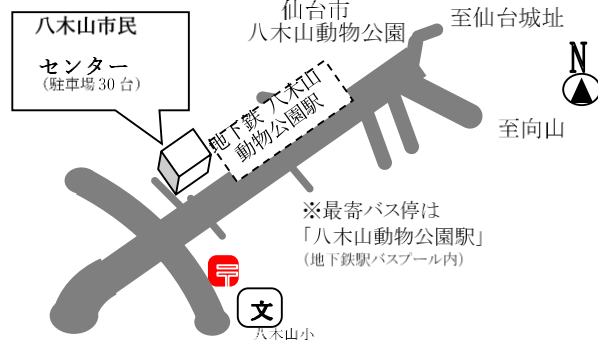 八木山市民
センター
（駐車場 30 台）
仙台市
八木山動物公園
至仙台城址
N
地下鉄 八木山
動物公園駅
至向山
※最寄バス停は
「八木山動物公園駅」
（地下鉄駅バスプール内）
〒
文
八木山小